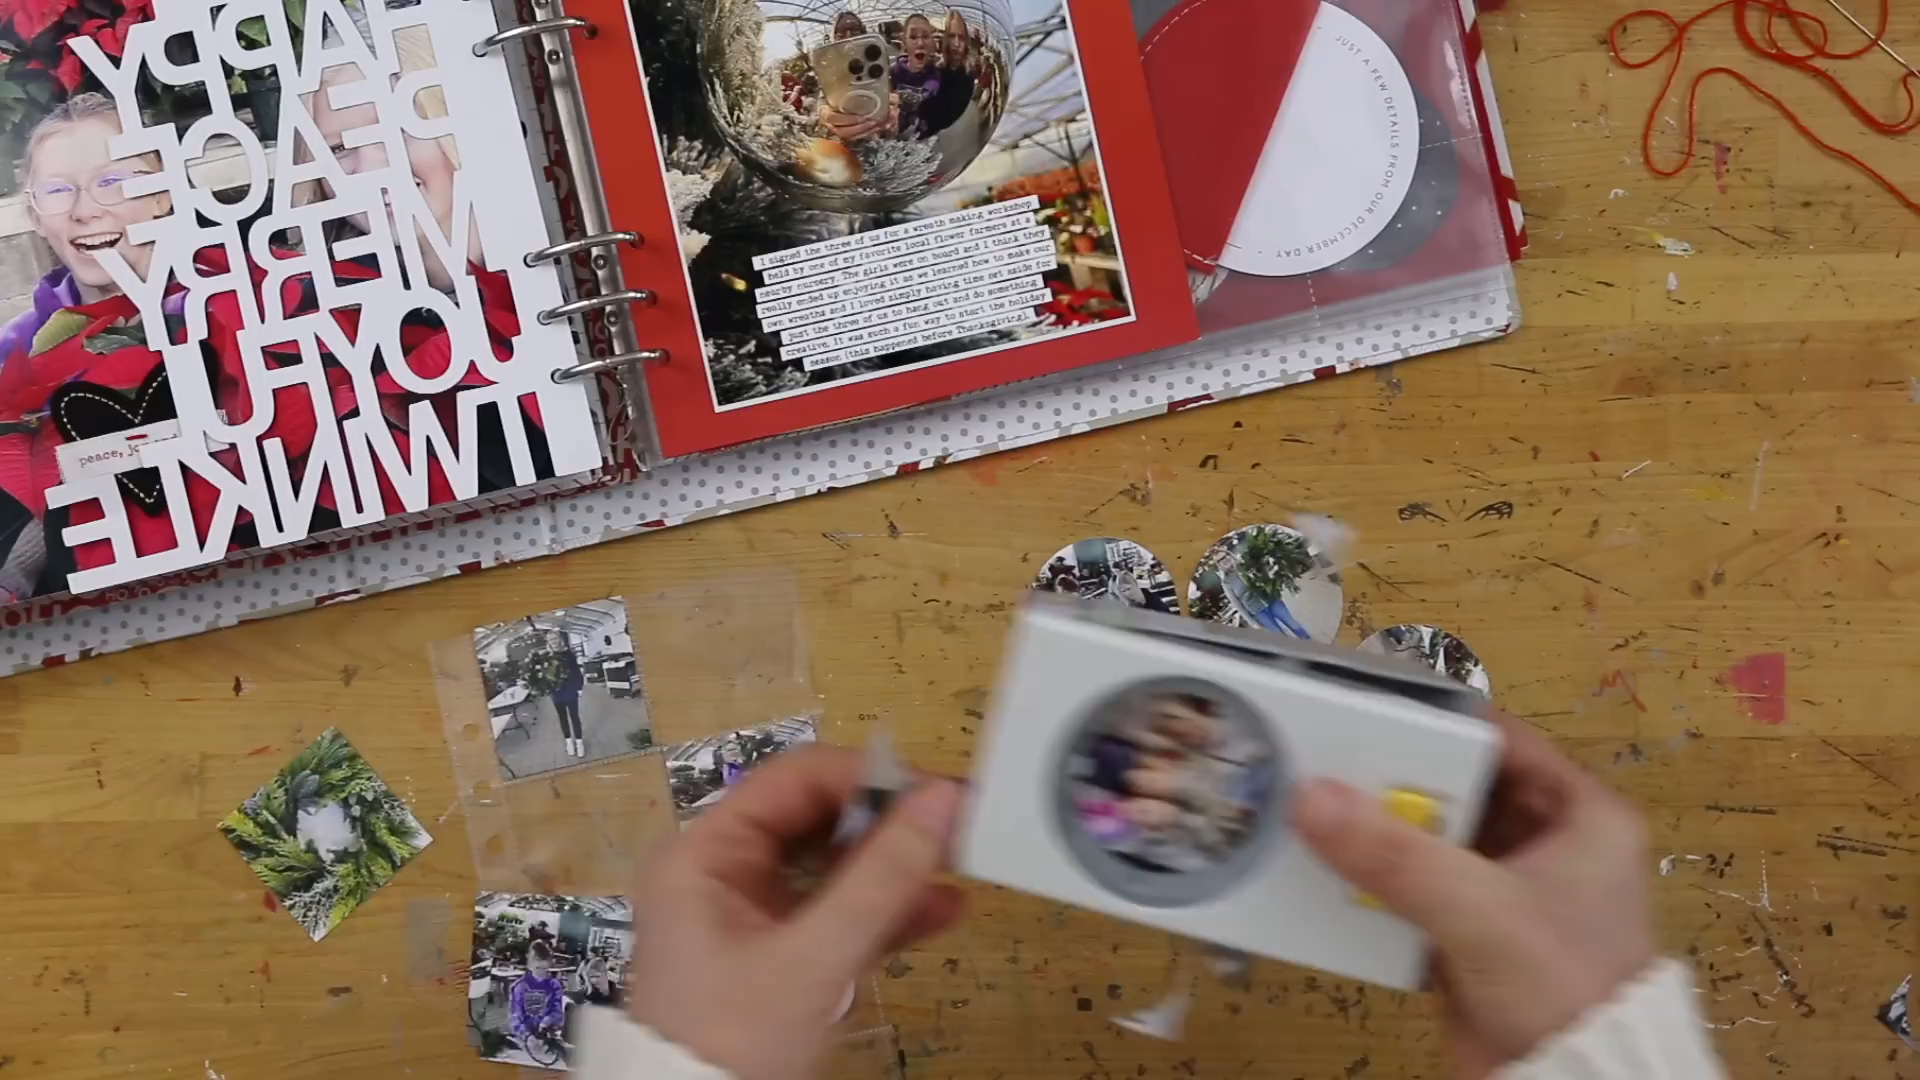 HAPPY
PEACE
MERRY
JOYFUL
TWINKLE
peace, jo
I signed the three of us for a wreath making workshop
held by one of my favorite local flower farmers at a
nearby nursery. The girls were on board and I think they
really ended up enjoying it as we learned how to make our
own wreaths and I loved simply having time set aside for
just the three of us to hang out and do something
creative. it was such a fun way to start the holiday
season (this happened before Thanksgiving).
JUST A FEW DETAILS FROM OUR DECEMBER DAY